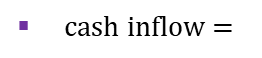 ▪ cash inflow =